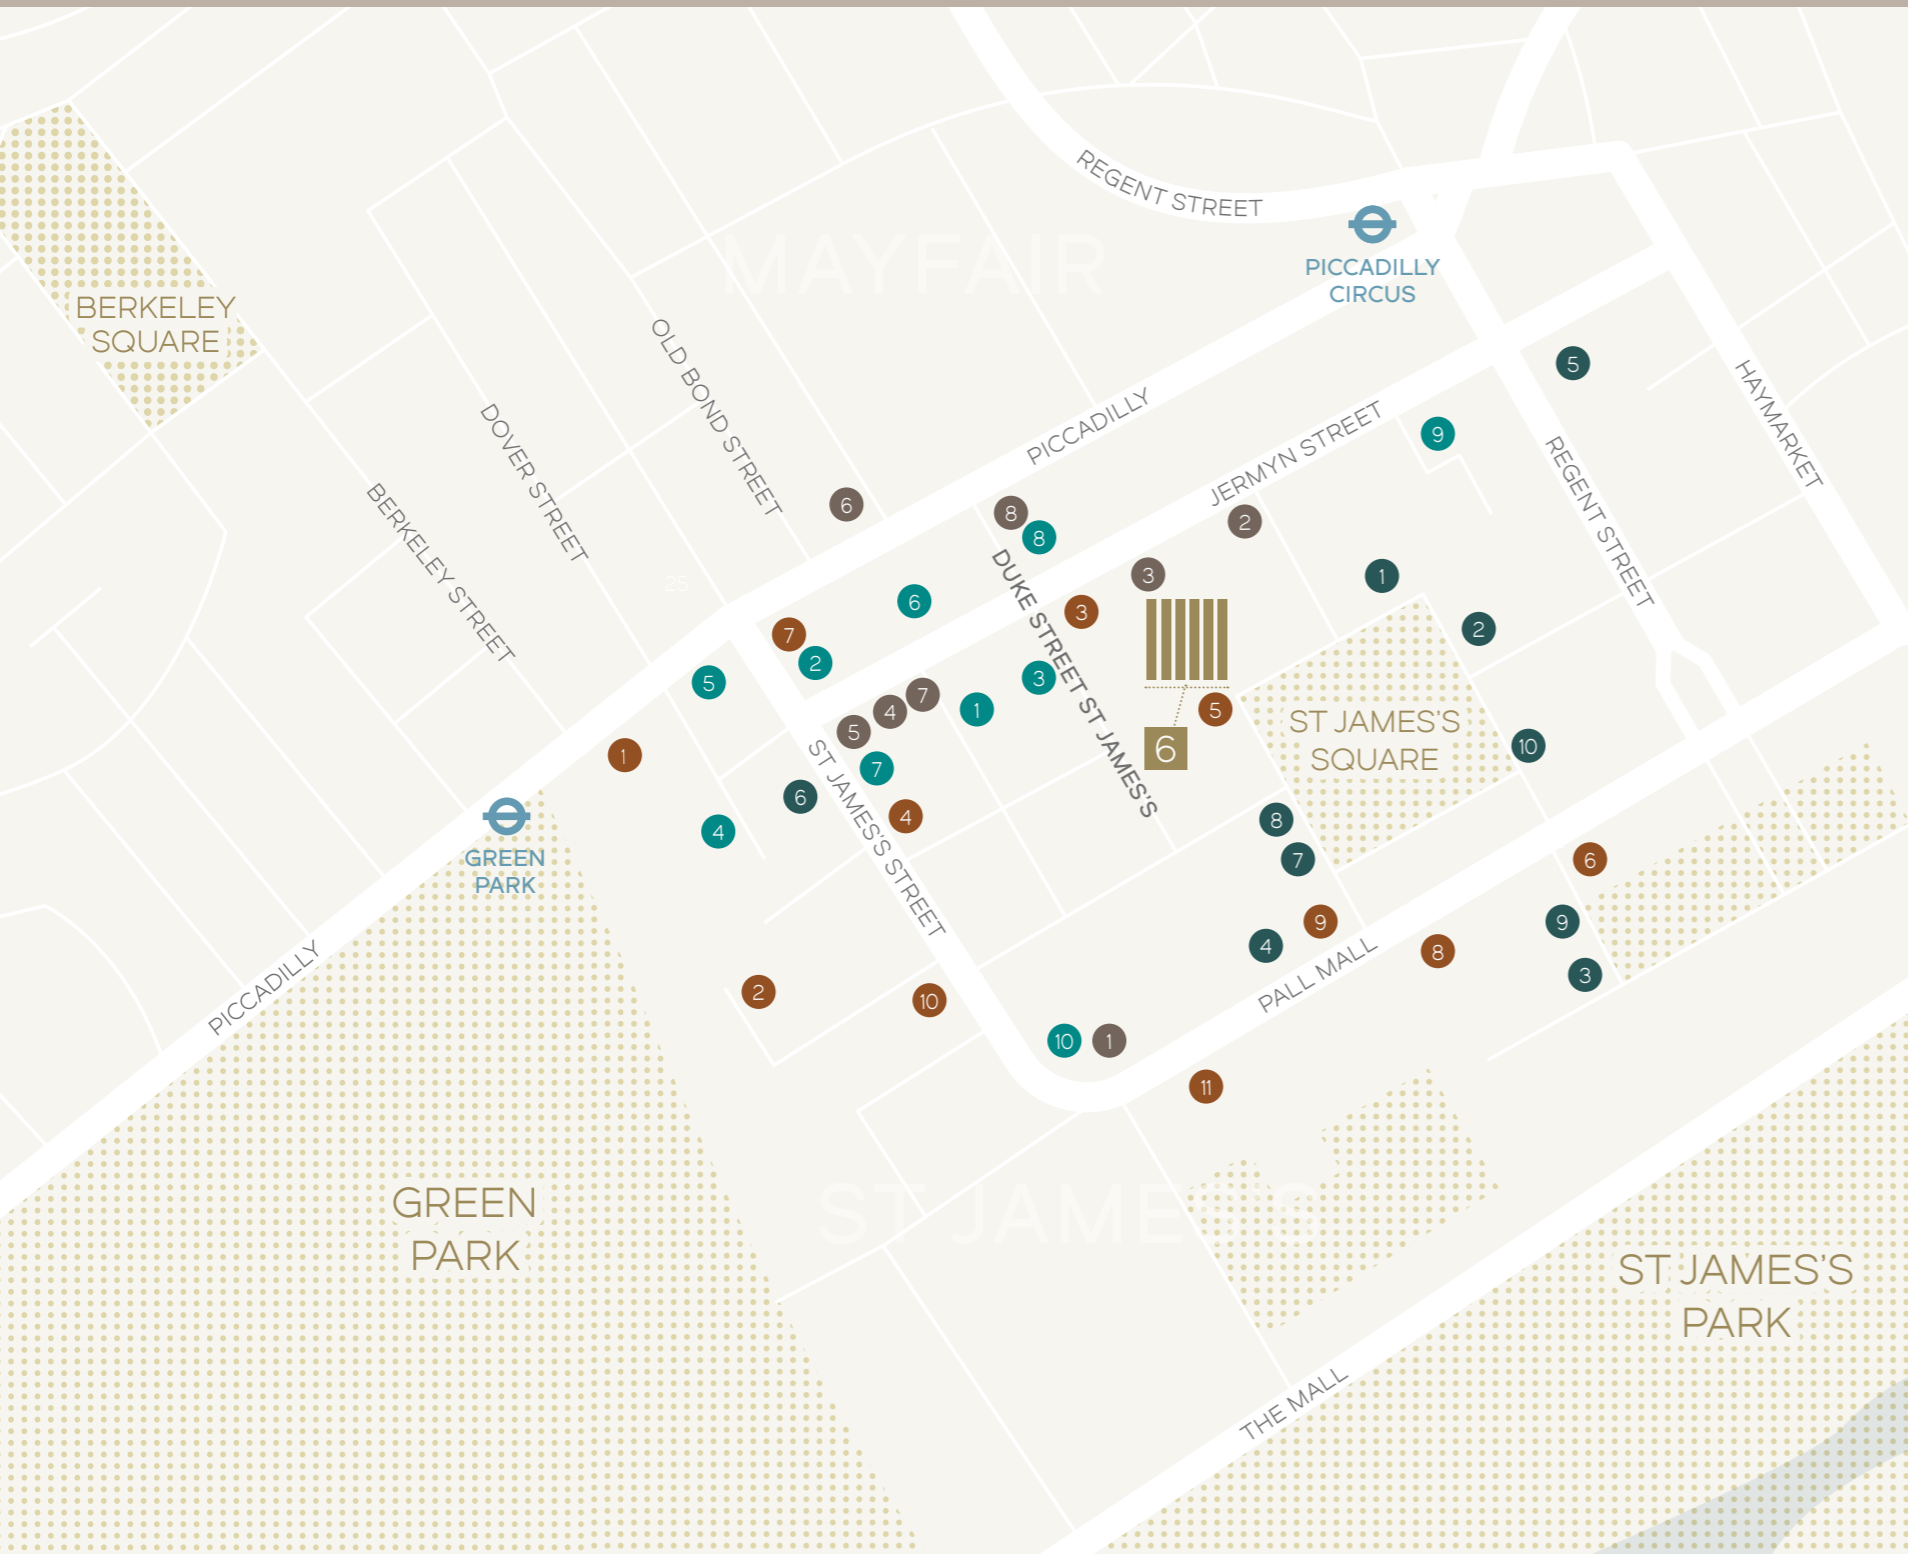 REGENT STREET
MAYFAIR
PICCADILLY
CIRCUS
BERKELEY
SQUARE
OLD BOND STREET
DOVER STREET
BERKELEY STREET
PICCADILLY
JERMYN STREET
REGENT STREET
HAYMARKET
5
9
6
8
8
2
25
3
1
6
3
2
7
2
5
3
7
4
1
5
5
DUKE STREET ST JAMES'S
6
ST JAMES'S
SQUARE
10
1
7
6
4
4
ST JAMES'S STREET
GREEN
PARK
8
7
6
9
4
9
8
3
PALL MALL
PICCADILLY
2
10
10
1
11
GREEN
PARK
ST JAMES'S
ST JAMES'S
PARK
THE MALL